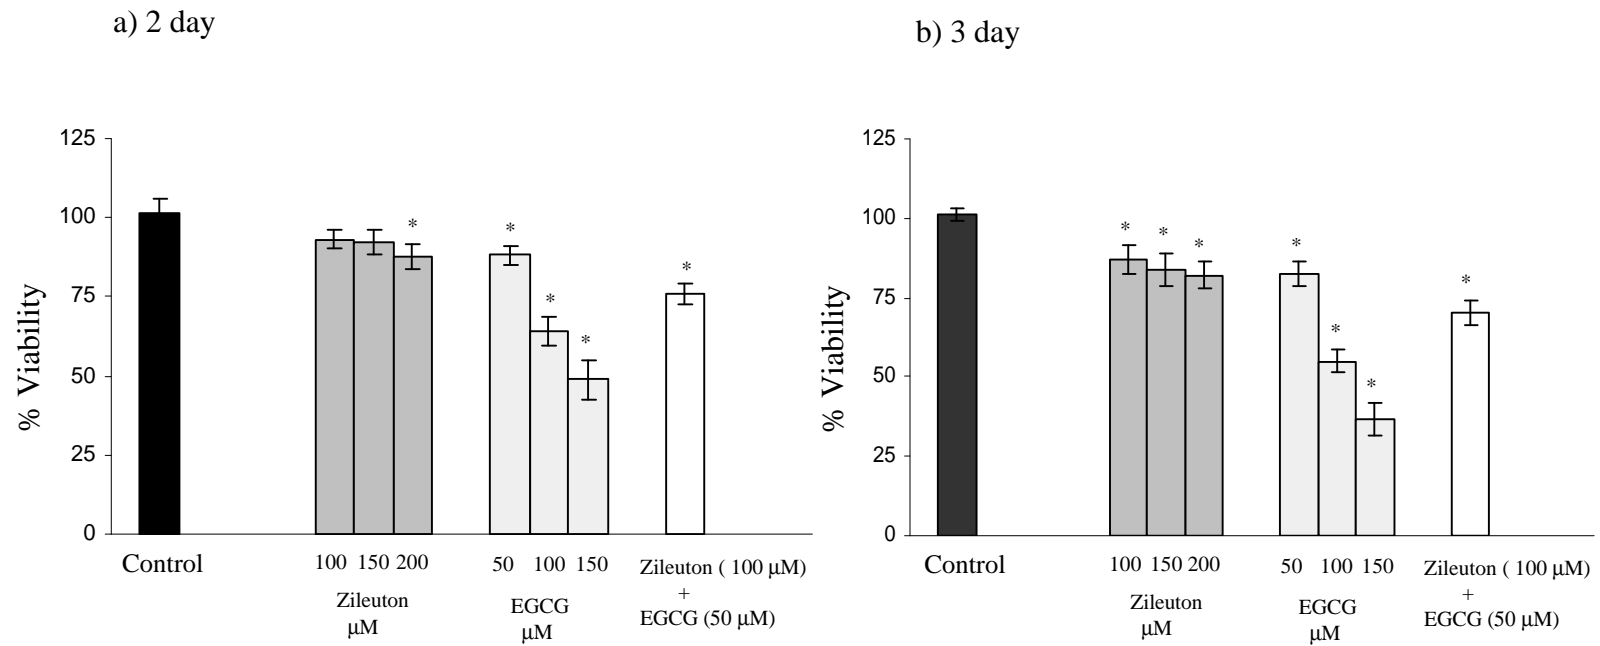 a) 2 day
125
100
75
50
25
0
% Viability
*
*
*
*
*
Control
100 150 200
50 100 150
Zileuton ( 100 μM)
+
EGCG (50 μM)
Zileuton
μM
EGCG
μM
b) 3 day
125
100
75
50
25
0
% Viability
*
*
*
*
*
*
*
Control
100 150 200
50 100 150
Zileuton ( 100 μM)
+
EGCG (50 μM)
Zileuton
μM
EGCG
μM